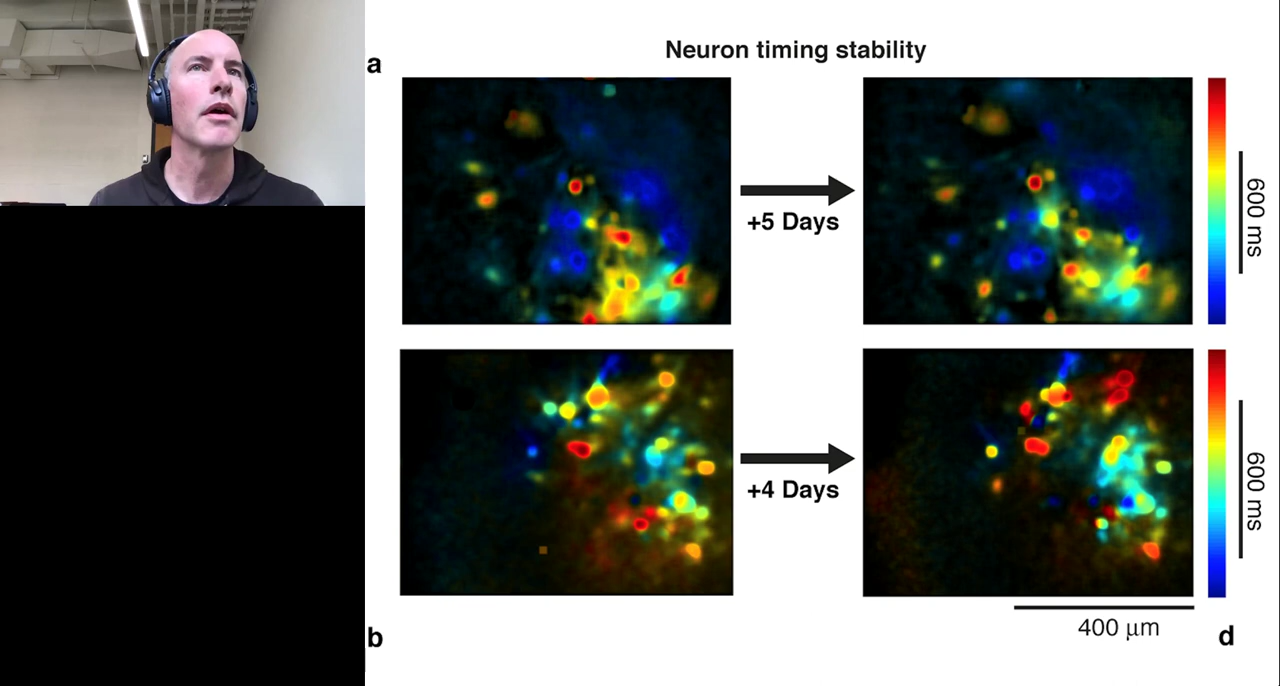 Neuron timing stability
a
+5 Days
600 ms
+4 Days
600 ms
400 μm
b
d